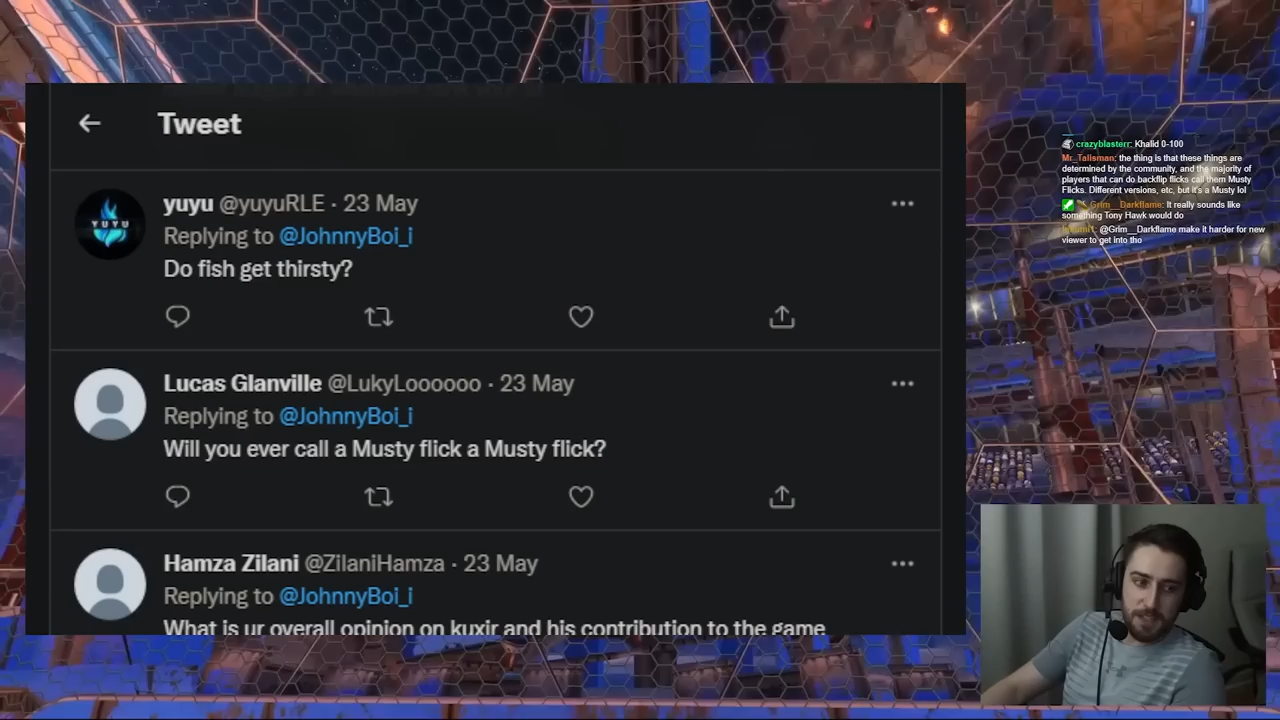 Tweet
YUYU
yuyu @yuyuRLE · 23 May
Replying to @JohnnyBoi_i
Do fish get thirsty?
Lucas Glanville @LukyLoooooo · 23 May
Replying to @JohnnyBoi_i
Will you ever call a Musty flick a Musty flick?
Hamza Zilani @ZilaniHamza · 23 May
Replying to @JohnnyBoi_i
What is ur overall opinion on kuxir and his contribution to the game
crazyblasterr: Khalid 0-100
Mr_Talisman: the thing is that these things are
determined by the community, and the majority of
players that can do backflip flicks call them Musty
Flicks. Different versions, etc, but it's a Musty lol
Grim__Darkflame: It really sounds like
something Tony Hawk would do
@Grim__Darkflame make it harder for new
viewer to get into tho